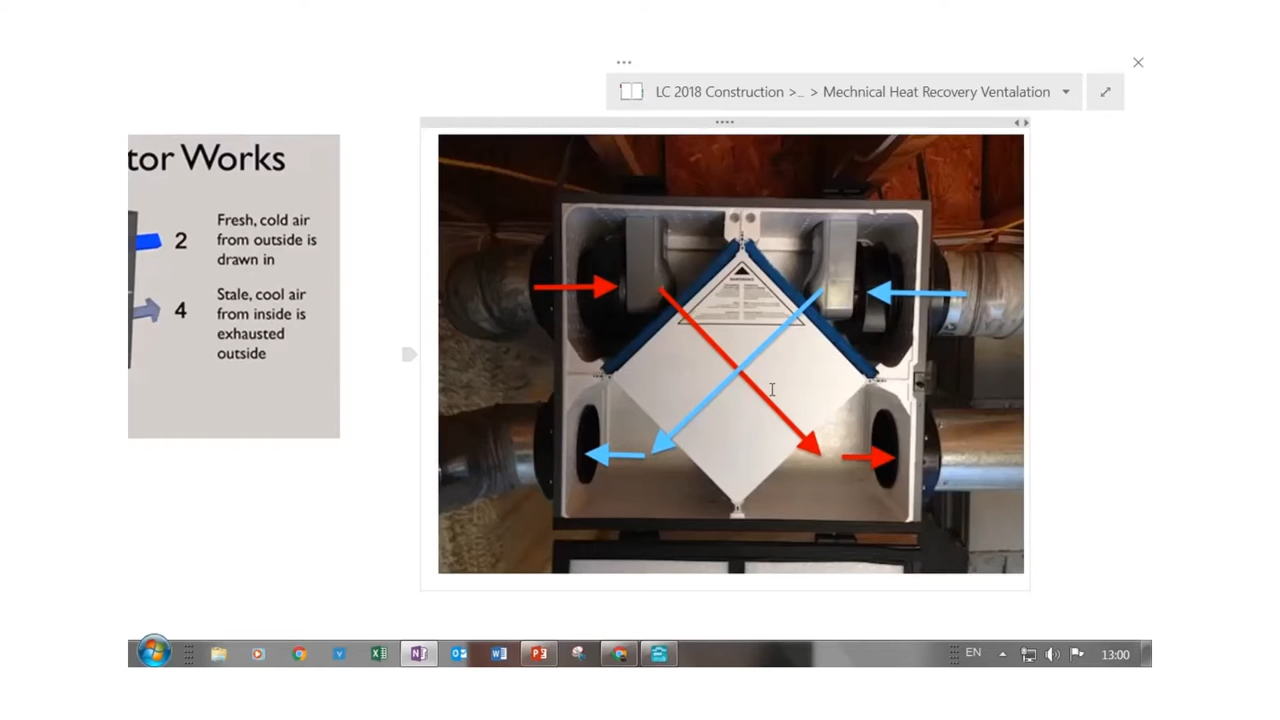 LC 2018 Construction >... > Mechnical Heat Recovery Ventalation
tor Works
2
Fresh, cold air
from outside is
drawn in
4
Stale, cool air
from inside is
exhausted
outside
EN
13:00